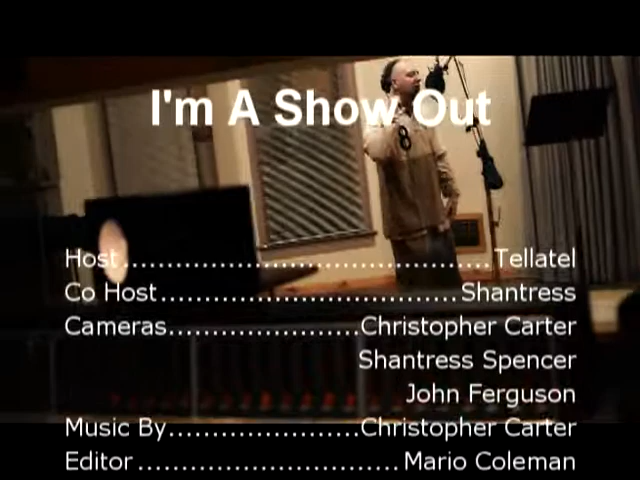 I'm A Show Out
Host..........................................Tellatel
Co Host.................................Shantress
Cameras.....................Christopher Carter
Shantress Spencer
John Ferguson
Music By.....................Christopher Carter
Editor.............................Mario Coleman
8